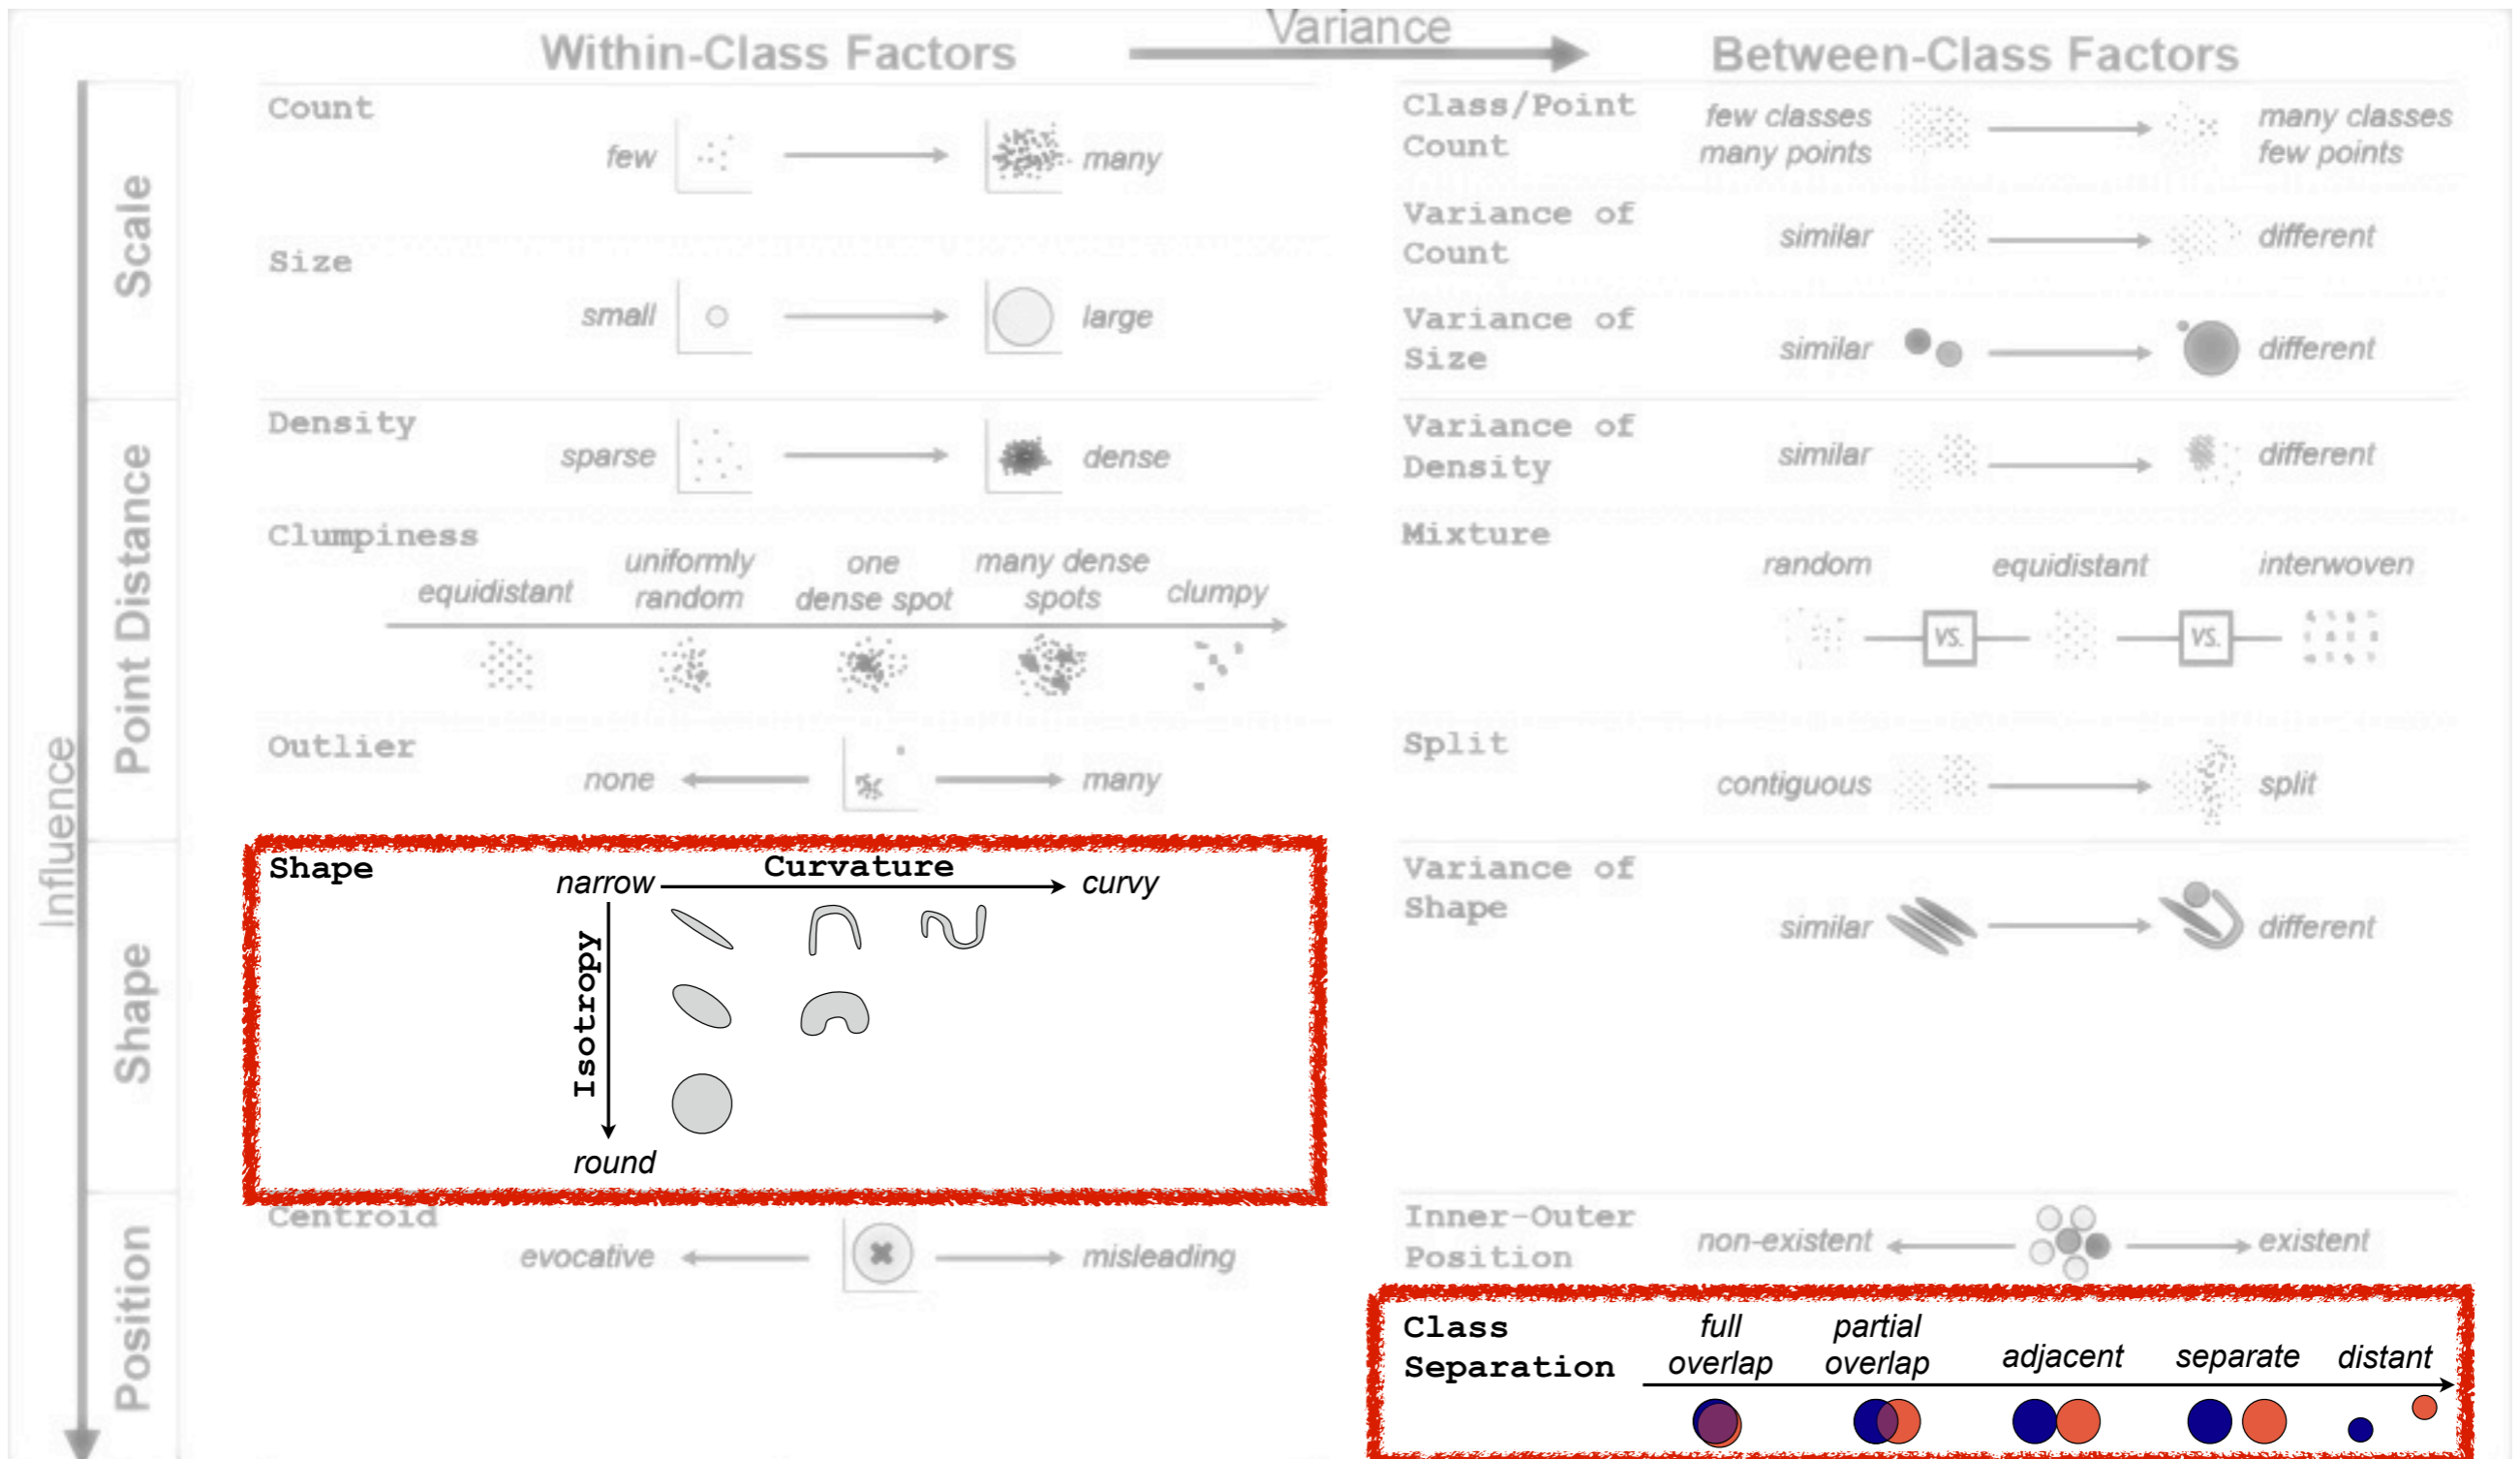 Variance
Within-Class Factors
Between-Class Factors
Influence
Scale
Count
few
many
Class/Point
Count
few classes
many points
many classes
few points
Variance of
Count
similar
different
Size
small
large
Variance of
Size
similar
different
Point Distance
Density
sparse
dense
Variance of
Density
similar
different
Clumpiness
equidistant
uniformly
random
one
dense spot
many dense
spots
clumpy
Mixture
random
equidistant
interwoven
VS.
VS.
Outlier
none
many
Split
contiguous
split
Shape
Shape
Curvature
narrow
curvy
Isotropy
round
Variance of
Shape
similar
different
Position
Centroid
evocative
misleading
Inner-Outer
Position
non-existent
existent
Class
Separation
full
overlap
partial
overlap
adjacent
separate
distant